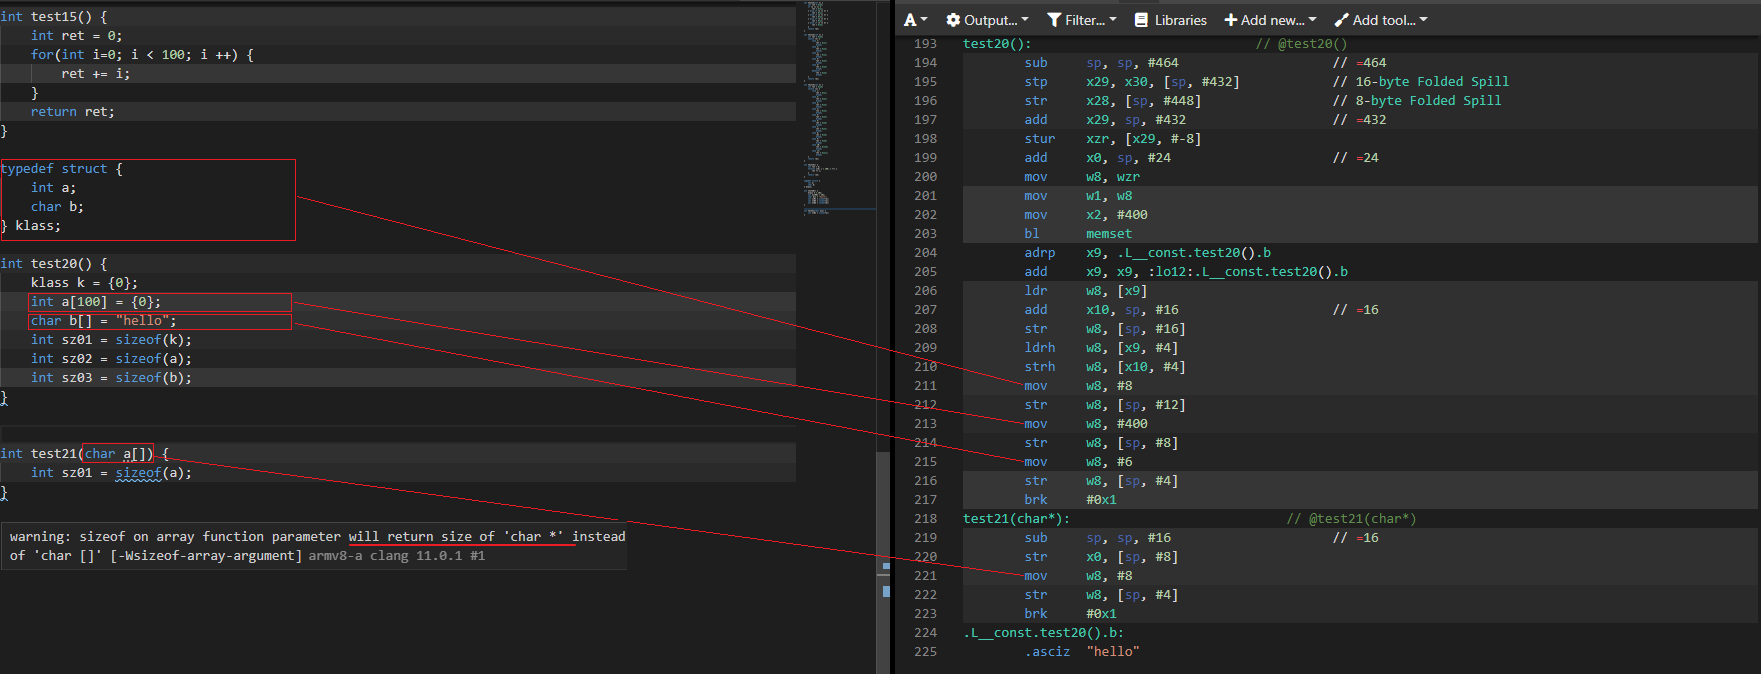 int test15() {
int ret = 0;
for(int i=0; i < 100; i ++) {
ret += i;
}
return ret;
}
typedef struct {
int a;
char b;
} klass;
int test20() {
klass k = {0};
int a[100] = {0};
char b[] = "hello";
int sz01 = sizeof(k);
int sz02 = sizeof(a);
int sz03 = sizeof(b);
}
int test21(char a[]) {
int sz01 = sizeof(a);
}
warning: sizeof on array function parameter will return size of 'char *' instead
of 'char []' [-Wsizeof-array-argument] armv8-a clang 11.0.1 #1
A Output... Filter... Libraries Add new... Add tool...
193 test20(): // @test20()
194 sub sp, sp, #464 // =464
195 stp x29, x30, [sp, #432] // 16-byte Folded Spill
196 str x28, [sp, #448] // 8-byte Folded Spill
197 add x29, sp, #432 // =432
198 stur xzr, [x29, #-8]
199 add x0, sp, #24 // =24
200 mov w8, wzr
201 mov w1, w8
202 mov x2, #400
203 bl memset
204 adrp x9, .L__const.test20().b
205 add x9, x9, :lo12:.L__const.test20().b
206 ldr w8, [x9]
207 add x10, sp, #16 // =16
208 str w8, [sp, #16]
209 ldrh w8, [x9, #4]
210 strh w8, [x10, #4]
211 mov w8, #8
212 str w8, [sp, #12]
213 mov w8, #400
214 str w8, [sp, #8]
215 mov w8, #6
216 str w8, [sp, #4]
217 brk #0x1
218 test21(char*): // @test21(char*)
219 sub sp, sp, #16 // =16
220 str x0, [sp, #8]
221 mov w8, #8
222 str w8, [sp, #4]
223 brk #0x1
224 .L__const.test20().b:
225 .asciz "hello"